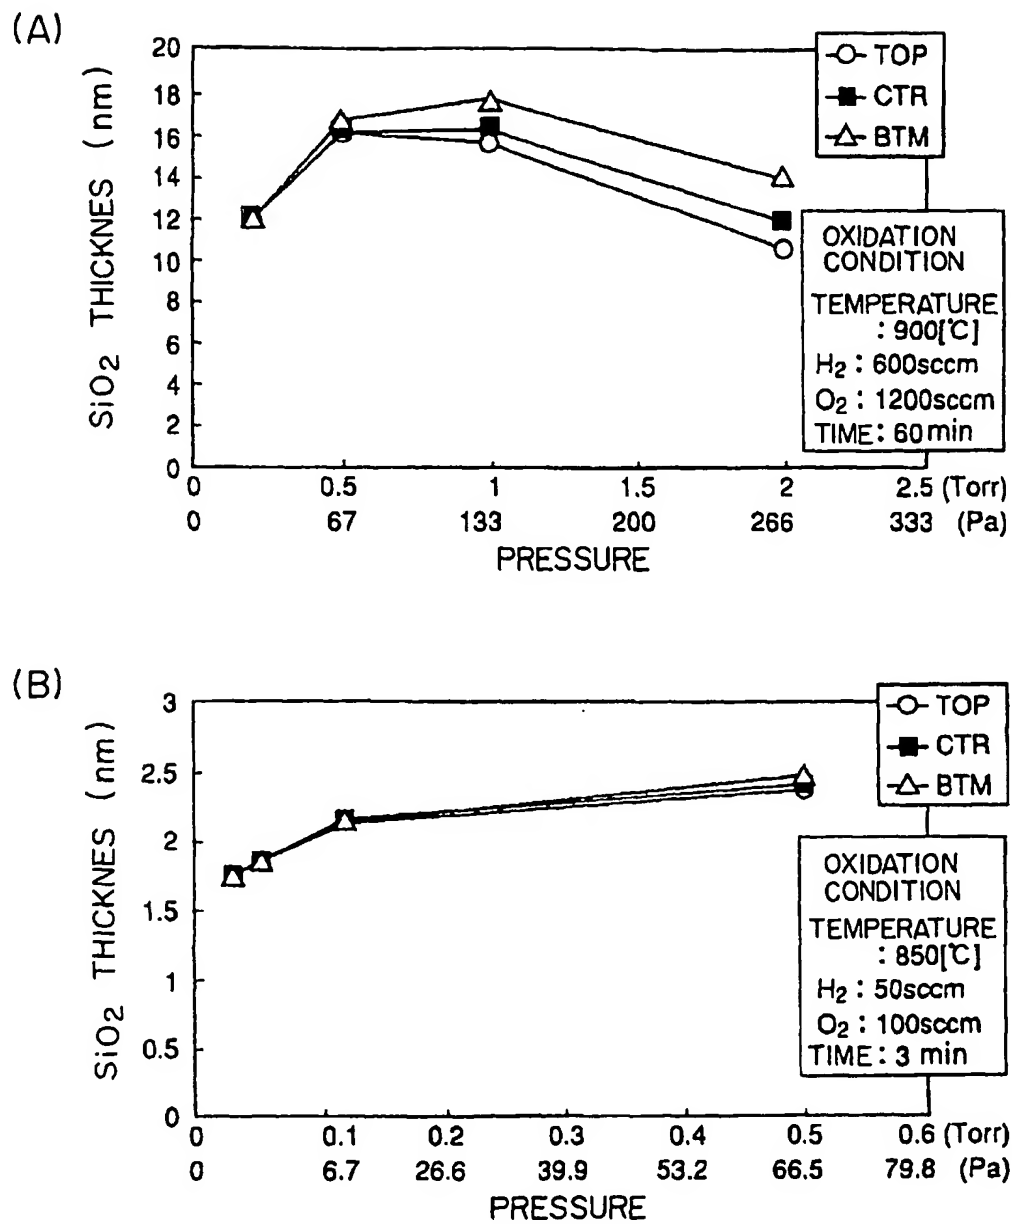 (A)
SiO2 THICKNES (nm)
20
18
16
14
12
10
8
6
4
2
0
0 0.5 1 1.5 2 2.5 (Torr)
0 67 133 200 266 333 (Pa)
PRESSURE
TOP
CTR
BTM
OXIDATION
CONDITION
TEMPERATURE
: 900[℃]
H2 : 600sccm
O2 : 1200sccm
TIME : 60min
(B)
SiO2 THICKNES (nm)
3
2.5
2
1.5
1
0.5
0
0 0.1 0.2 0.3 0.4 0.5 0.6 (Torr)
0 6.7 26.6 39.9 53.2 66.5 79.8 (Pa)
PRESSURE
TOP
CTR
BTM
OXIDATION
CONDITION
TEMPERATURE
: 850[℃]
H2 : 50sccm
O2 : 100sccm
TIME : 3 min